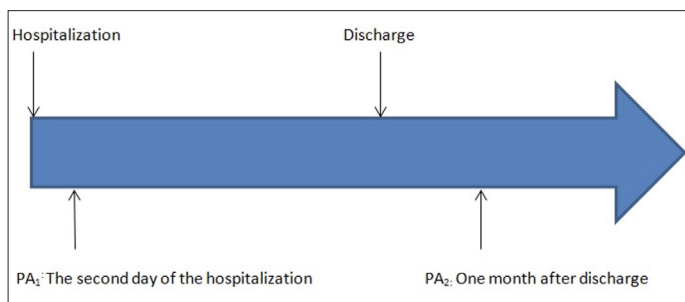 Hospitalization
Discharge
PA₁: The second day of the hospitalization
PA₂: One month after discharge